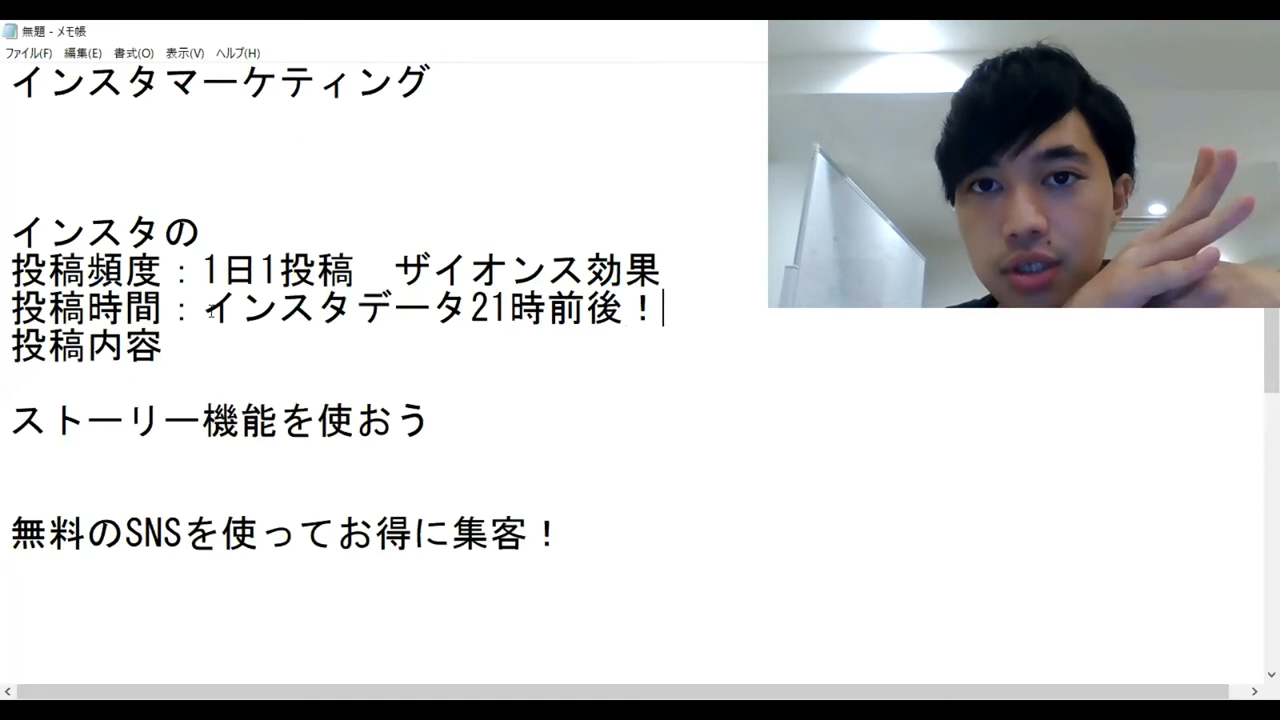 無題 - メモ帳
ファイル(F) 編集(E) 書式(O) 表示(V) ヘルプ(H)
インスタマーケティング
インスタの
投稿頻度：1日1投稿　ザイオンス効果
投稿時間：インスタデータ21時前後！
投稿内容
ストーリー機能を使おう
無料のSNSを使ってお得に集客！